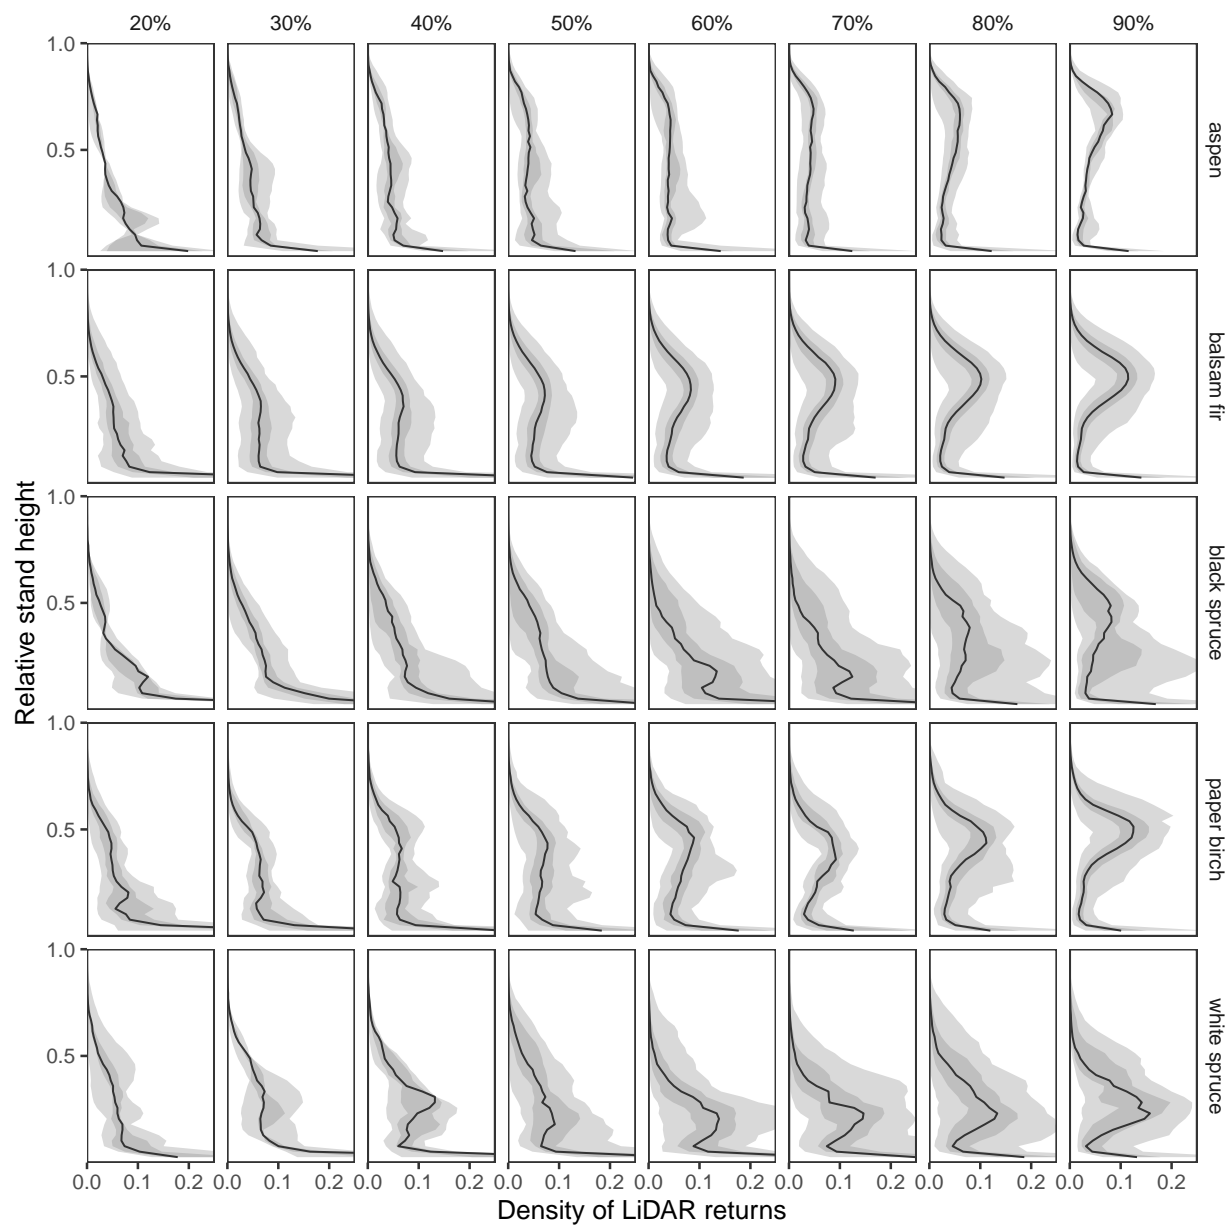 20% 30% 40% 50% 60% 70% 80% 90%
1.0
0.5
aspen
1.0
0.5
balsam fir
1.0
0.5
black spruce
1.0
0.5
paper birch
1.0
0.5
white spruce
Relative stand height
0.0 0.1 0.2 0.0 0.1 0.2 0.0 0.1 0.2 0.0 0.1 0.2 0.0 0.1 0.2 0.0 0.1 0.2 0.0 0.1 0.2 0.0 0.1 0.2
Density of LiDAR returns